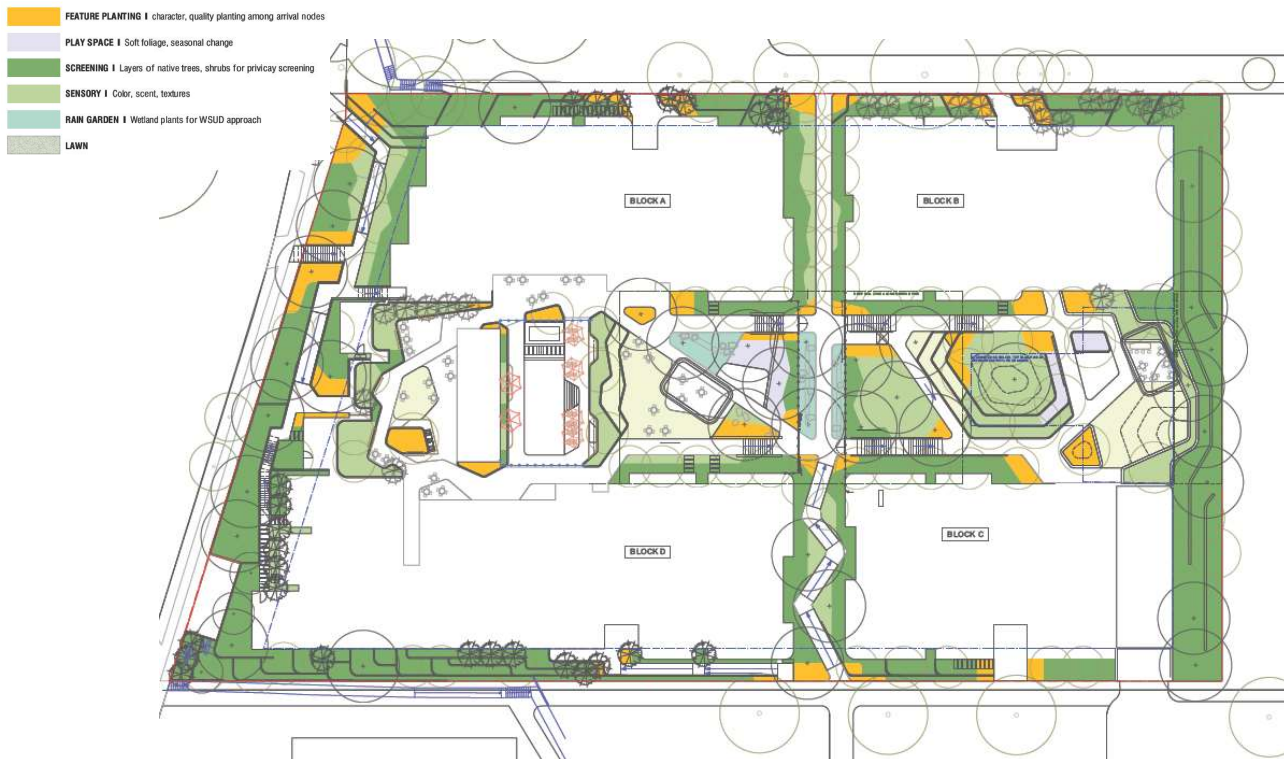 FEATURE PLANTING I character, quality planting among arrival nodes
PLAY SPACE I Soft foliage, seasonal change
SCREENING I Layers of native trees, shrubs for privicay screening
SENSORY I Color, scent, textures
RAIN GARDEN I Wetland plants for WSUD approach
LAWN
BLOCK A
BLOCK B
BLOCK D
BLOCK C